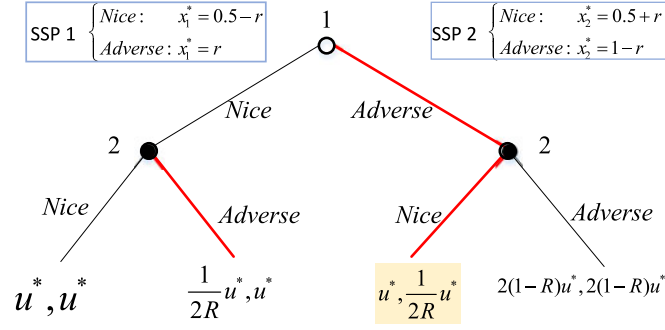 SSP 1 { Nice: x₁* = 0.5 − r
Adverse: x₁* = r
1
SSP 2 { Nice: x₂* = 0.5 + r
Adverse: x₂* = 1 − r
Nice
Adverse
2
2
Nice
Adverse
Nice
Adverse
u*, u*
1/2R u*, u*
u*, 1/2R u*
2(1−R)u*, 2(1−R)u*